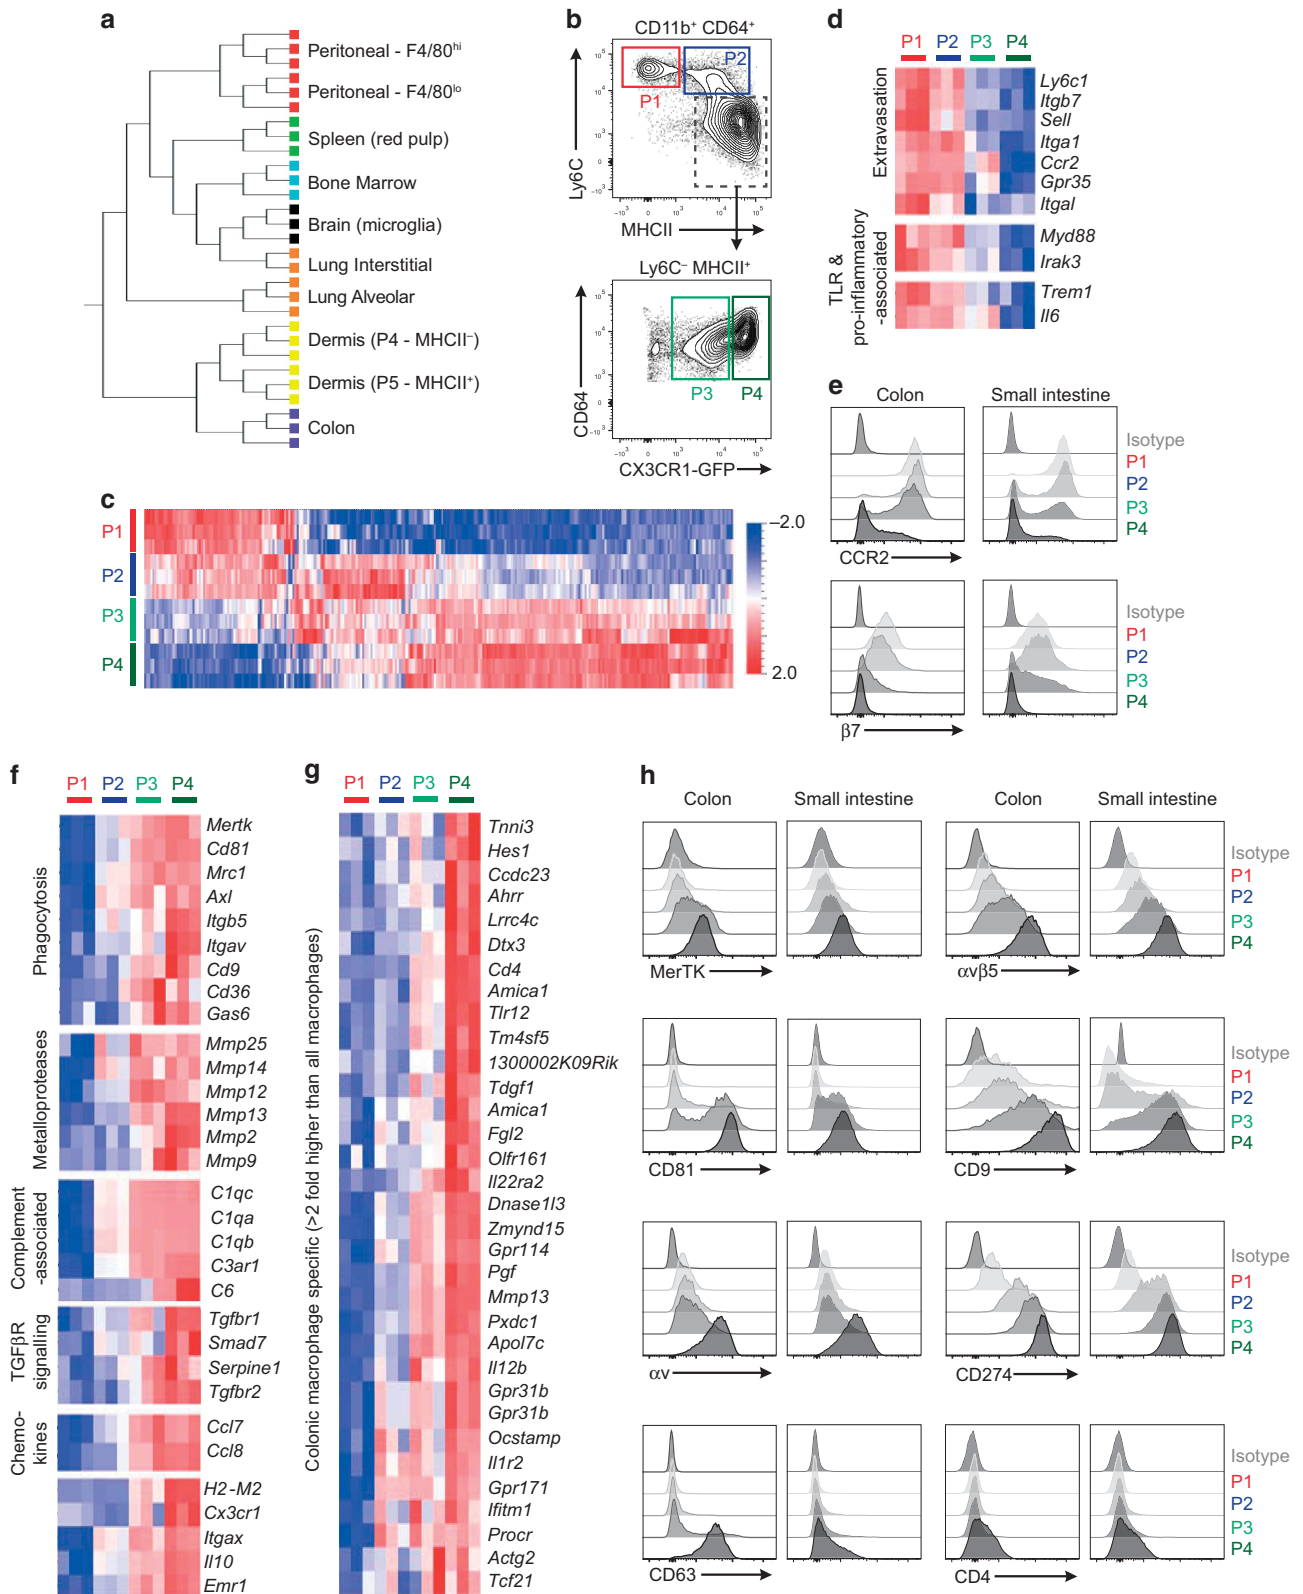 a
Peritoneal - F4/80hi
Peritoneal - F4/80lo
Spleen (red pulp)
Bone Marrow
Brain (microglia)
Lung Interstitial
Lung Alveolar
Dermis (P4 - MHCII–)
Dermis (P5 - MHCII+)
Colon
b
CD11b+ CD64+
P1
P2
Ly6C
MHCII
Ly6C– MHCII+
P3
P4
CD64
CX3CR1-GFP
c
P1
P2
P3
P4
–2.0
2.0
d
P1 P2 P3 P4
Extravasation
Ly6c1
Itgb7
Sell
Itga1
Ccr2
Gpr35
Itgal
TLR &
pro-inflammatory
-associated
Myd88
Irak3
Trem1
Il6
e
Colon
Small intestine
Isotype
P1
P2
P3
P4
CCR2
Isotype
P1
P2
P3
P4
β7
f
P1 P2 P3 P4
Phagocytosis
Mertk
Cd81
Mrc1
Axl
Itgb5
Itgav
Cd9
Cd36
Gas6
Metalloproteases
Mmp25
Mmp14
Mmp12
Mmp13
Mmp2
Mmp9
Complement
-associated
C1qc
C1qa
C1qb
C3ar1
C6
TGFβR
signalling
Tgfbr1
Smad7
Serpine1
Tgfbr2
Chemo-
kines
Ccl7
Ccl8
H2-M2
Cx3cr1
Itgax
Il10
Emr1
g
P1 P2 P3 P4
Colonic macrophage specific (>2 fold higher than all macrophages)
Tnni3
Hes1
Ccdc23
Ahrr
Lrrc4c
Dtx3
Cd4
Amica1
Tlr12
Tm4sf5
1300002K09Rik
Tdgf1
Amica1
Fgl2
Olfr161
Il22ra2
Dnase1l3
Zmynd15
Gpr114
Pgf
Mmp13
Pxdc1
Apol7c
Il12b
Gpr31b
Gpr31b
Ocstamp
Il1r2
Gpr171
Ifitm1
Procr
Actg2
Tcf21
h
Colon
Small intestine
Colon
Small intestine
Isotype
P1
P2
P3
P4
MerTK
αvβ5
Isotype
P1
P2
P3
P4
CD81
CD9
Isotype
P1
P2
P3
P4
αv
CD274
Isotype
P1
P2
P3
P4
CD63
CD4